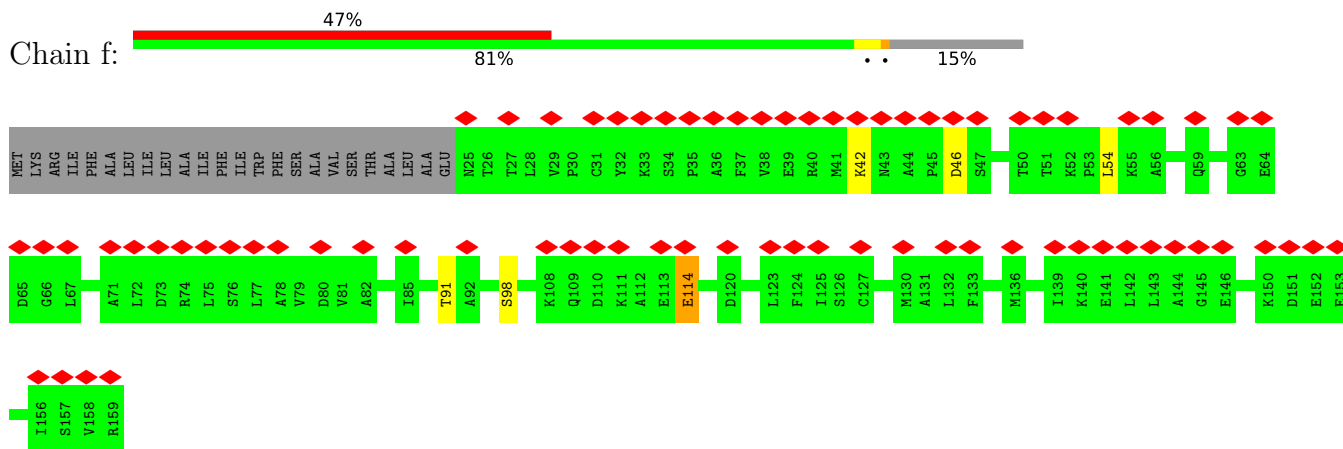 47%
Chain f:
81% • • 15%
MET LYS ARG ILE PHE ALA LEU ILE LEU ALA ILE PHE ILE TRP PHE SER ALA VAL SER THR ALA LEU ALA GLU N25 T26 T27 L28 V29 P30 C31 Y32 K33 S34 P35 A36 F37 V38 E39 R40 M41 K42 N43 A44 P45 D46 S47 T50 T51 K52 P53 L54 K55 A56 Q59 G63 E64
D65 G66 L67 A71 L72 D73 R74 L75 S76 L77 A78 V79 D80 V81 A82 I85 T91 A92 S98 K108 Q109 D110 K111 A112 E113 E114 D120 L123 F124 I125 S126 C127 M130 A131 L132 F133 M136 I139 K140 E141 L142 L143 A144 G145 E146 K150 D151 E152 F153
I156 S157 V158 R159